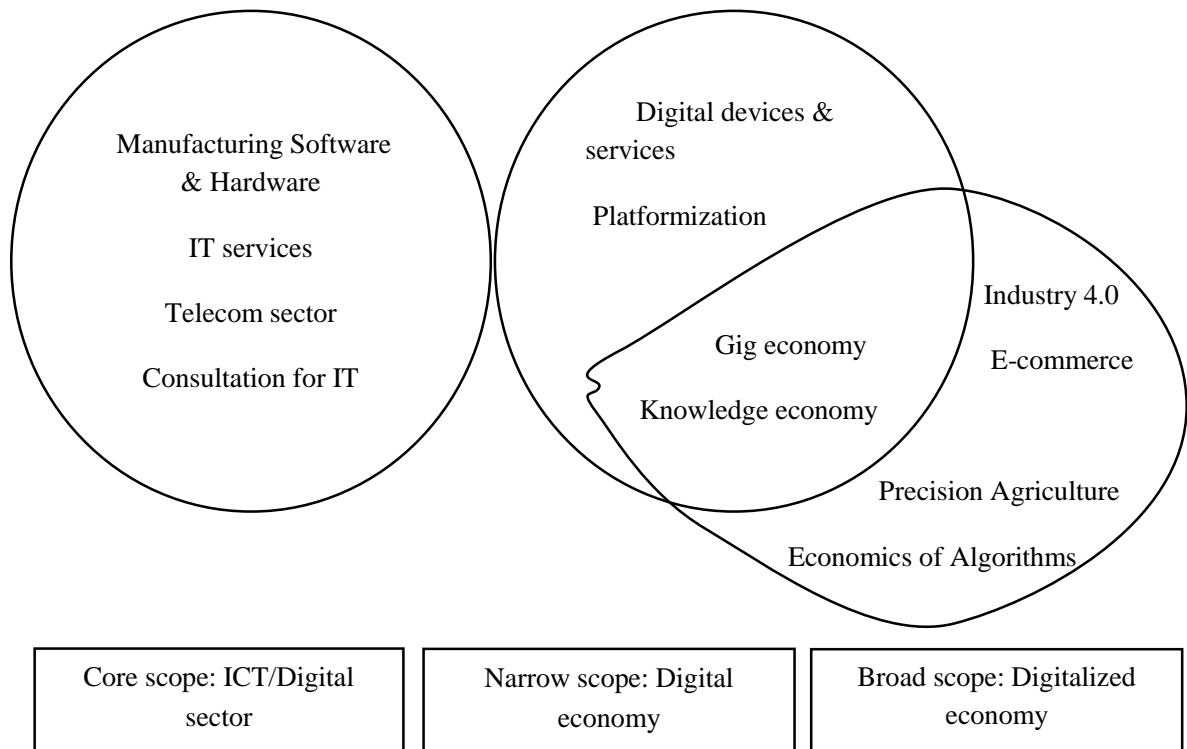 Manufacturing Software
& Hardware
IT services
Telecom sector
Consultation for IT
Digital devices &
services
Platformization
Gig economy
Knowledge economy
Industry 4.0
E-commerce
Precision Agriculture
Economics of Algorithms
Core scope: ICT/Digital
sector
Narrow scope: Digital
economy
Broad scope: Digitalized
economy